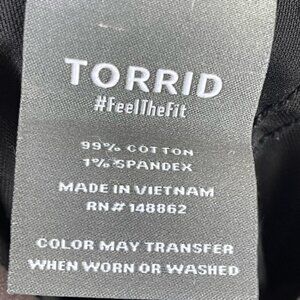 TORRID
#FeelTheFit
99% COTTON
1% SPANDEX
MADE IN VIETNAM
RN# 148862
COLOR MAY TRANSFER
WHEN WORN OR WASHED